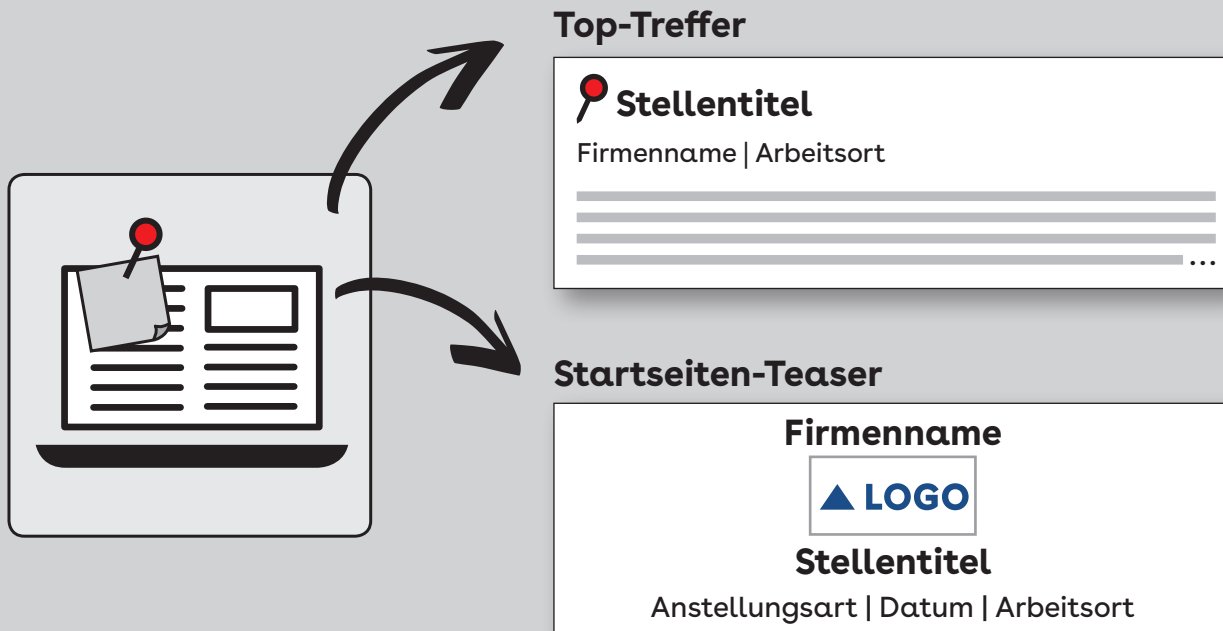 Top-Treffer
Stellentitel
Firmenname | Arbeitsort
...
Startseiten-Teaser
Firmenname
LOGO
Stellentitel
Anstellungsart | Datum | Arbeitsort